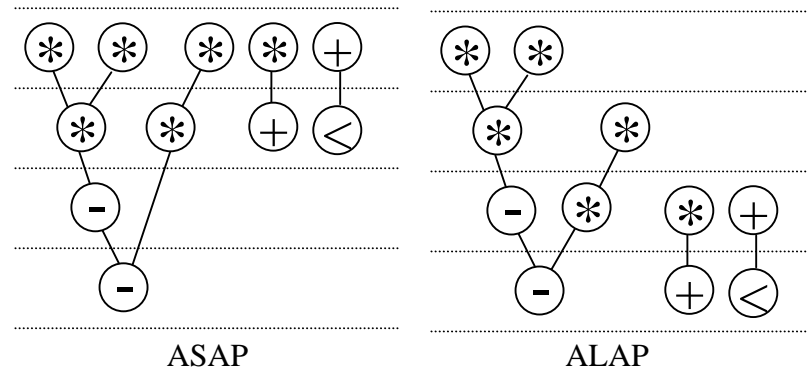 * * * * + * *
* * + < * *
- - * * +
- - + <
ASAP ALAP